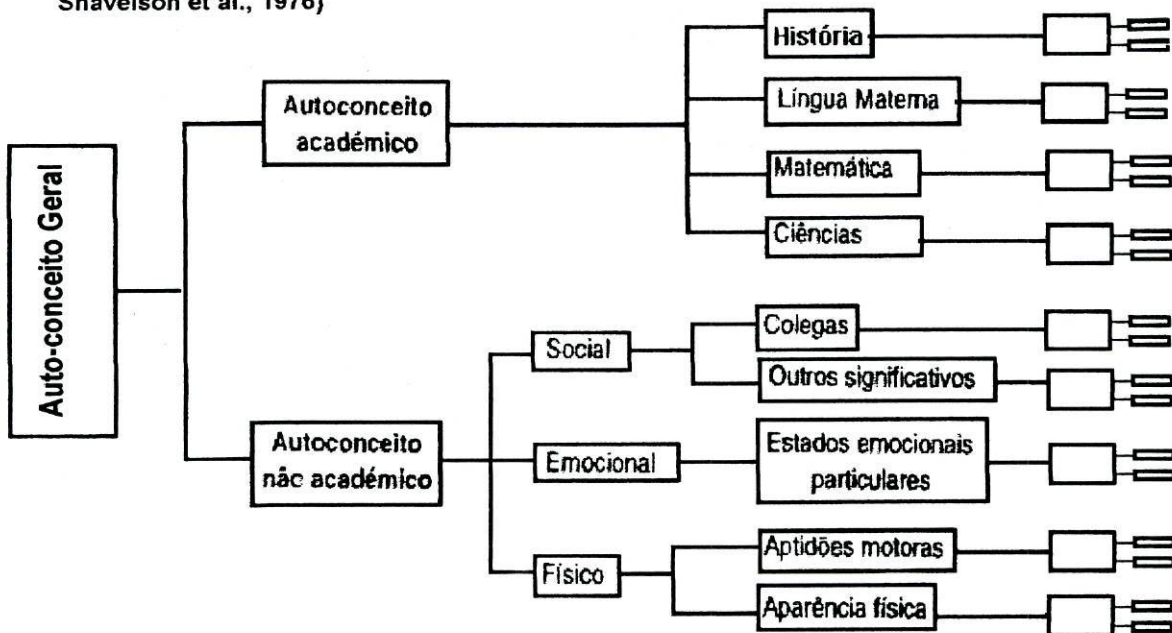 Shavelson et al., 1976)
História
Língua Materna
Autoconceito
académico
Matemática
Ciências
Auto-conceito Geral
Social
Colegas
Outros significativos
Autoconceito
não académico
Emocional
Estados emocionais
particulares
Físico
Aptidões motoras
Aparência física